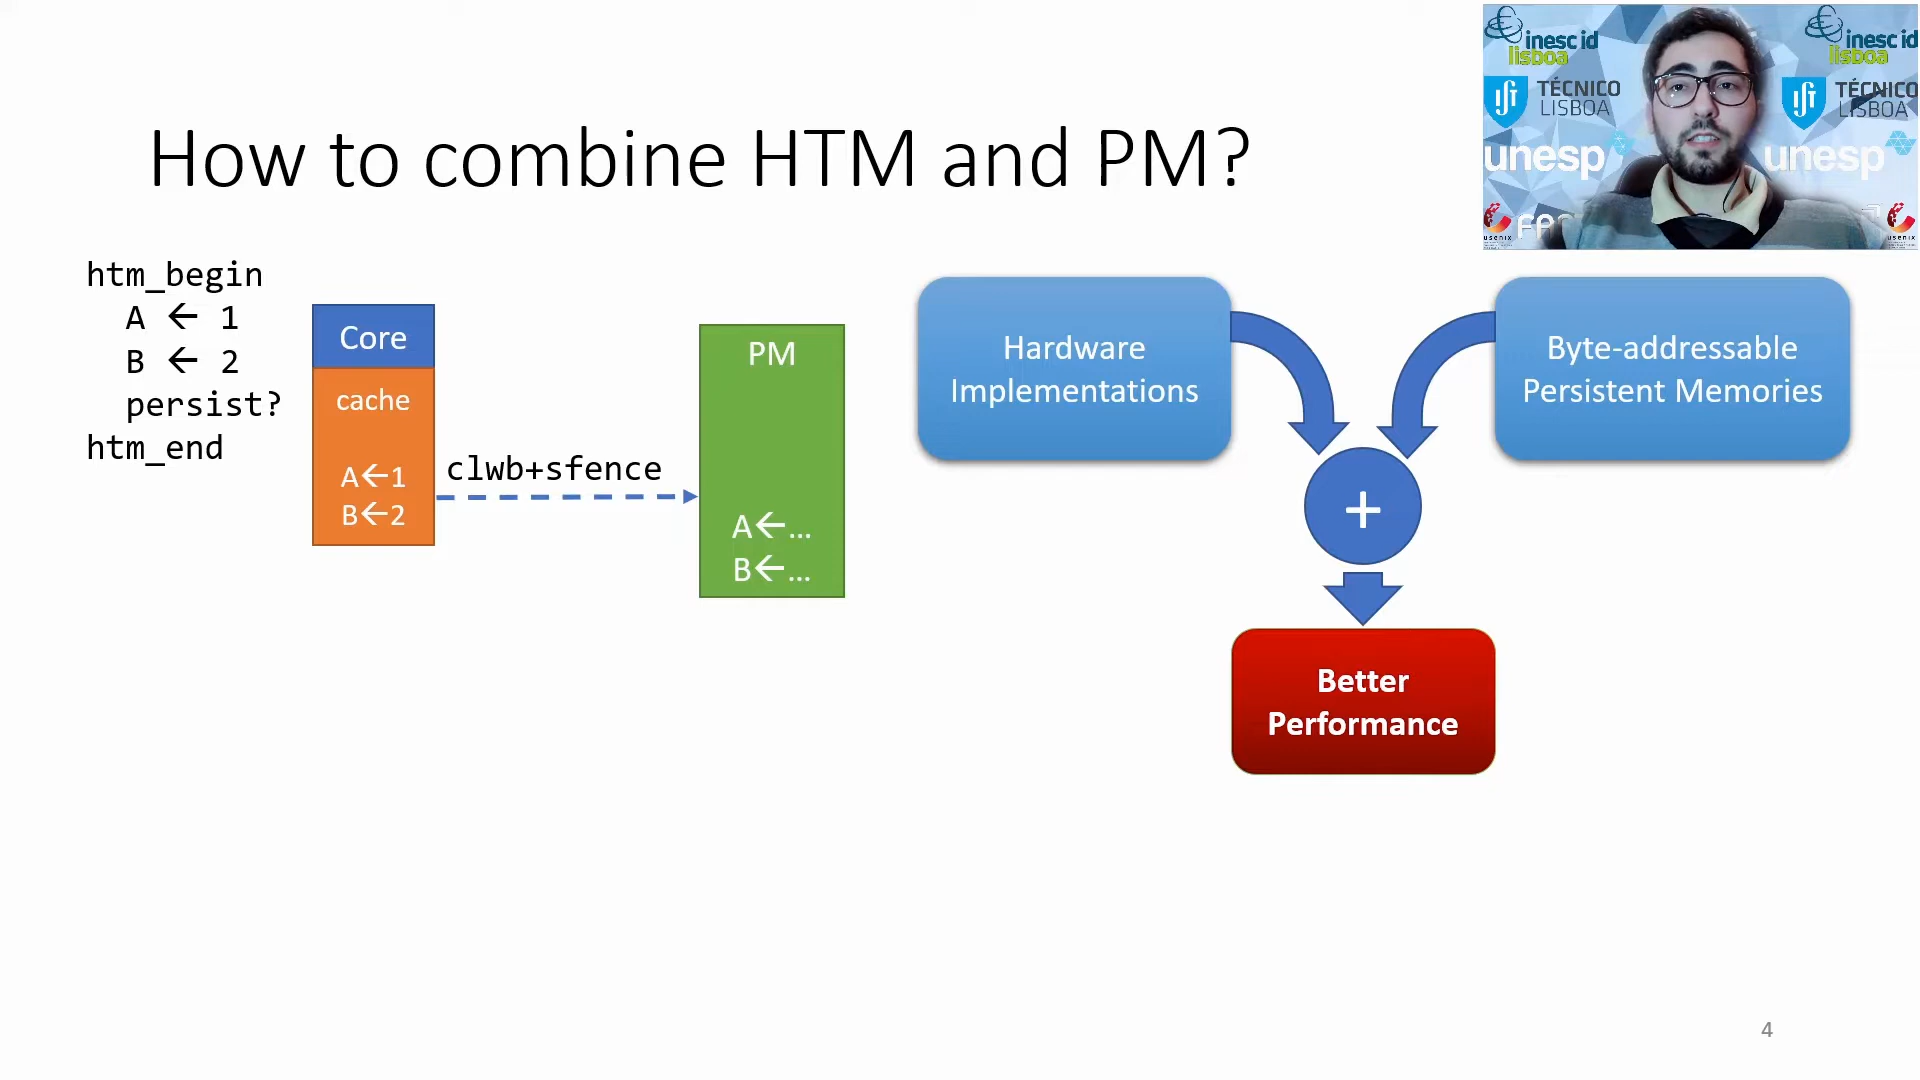 How to combine HTM and PM?
htm_begin
A ← 1
B ← 2
persist?
htm_end
Core
cache
A←1
B←2
clwb+sfence
PM
A←...
B←...
Hardware
Implementations
Byte-addressable
Persistent Memories
+
Better
Performance
4
inesc id
lisboa
TÉCNICO
LISBOA
unesp
inesc id
lisboa
TÉCNICO
LISBOA
unesp
usenix
usenix